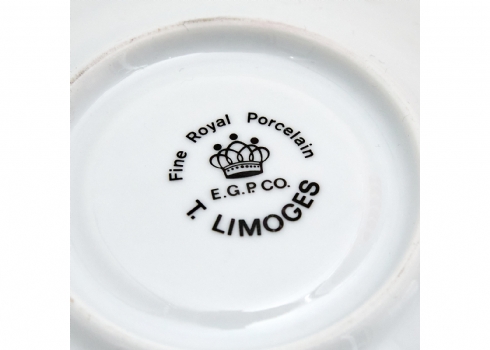 Fine Royal Porcelain
E.G.P. CO.
T. LIMOGES